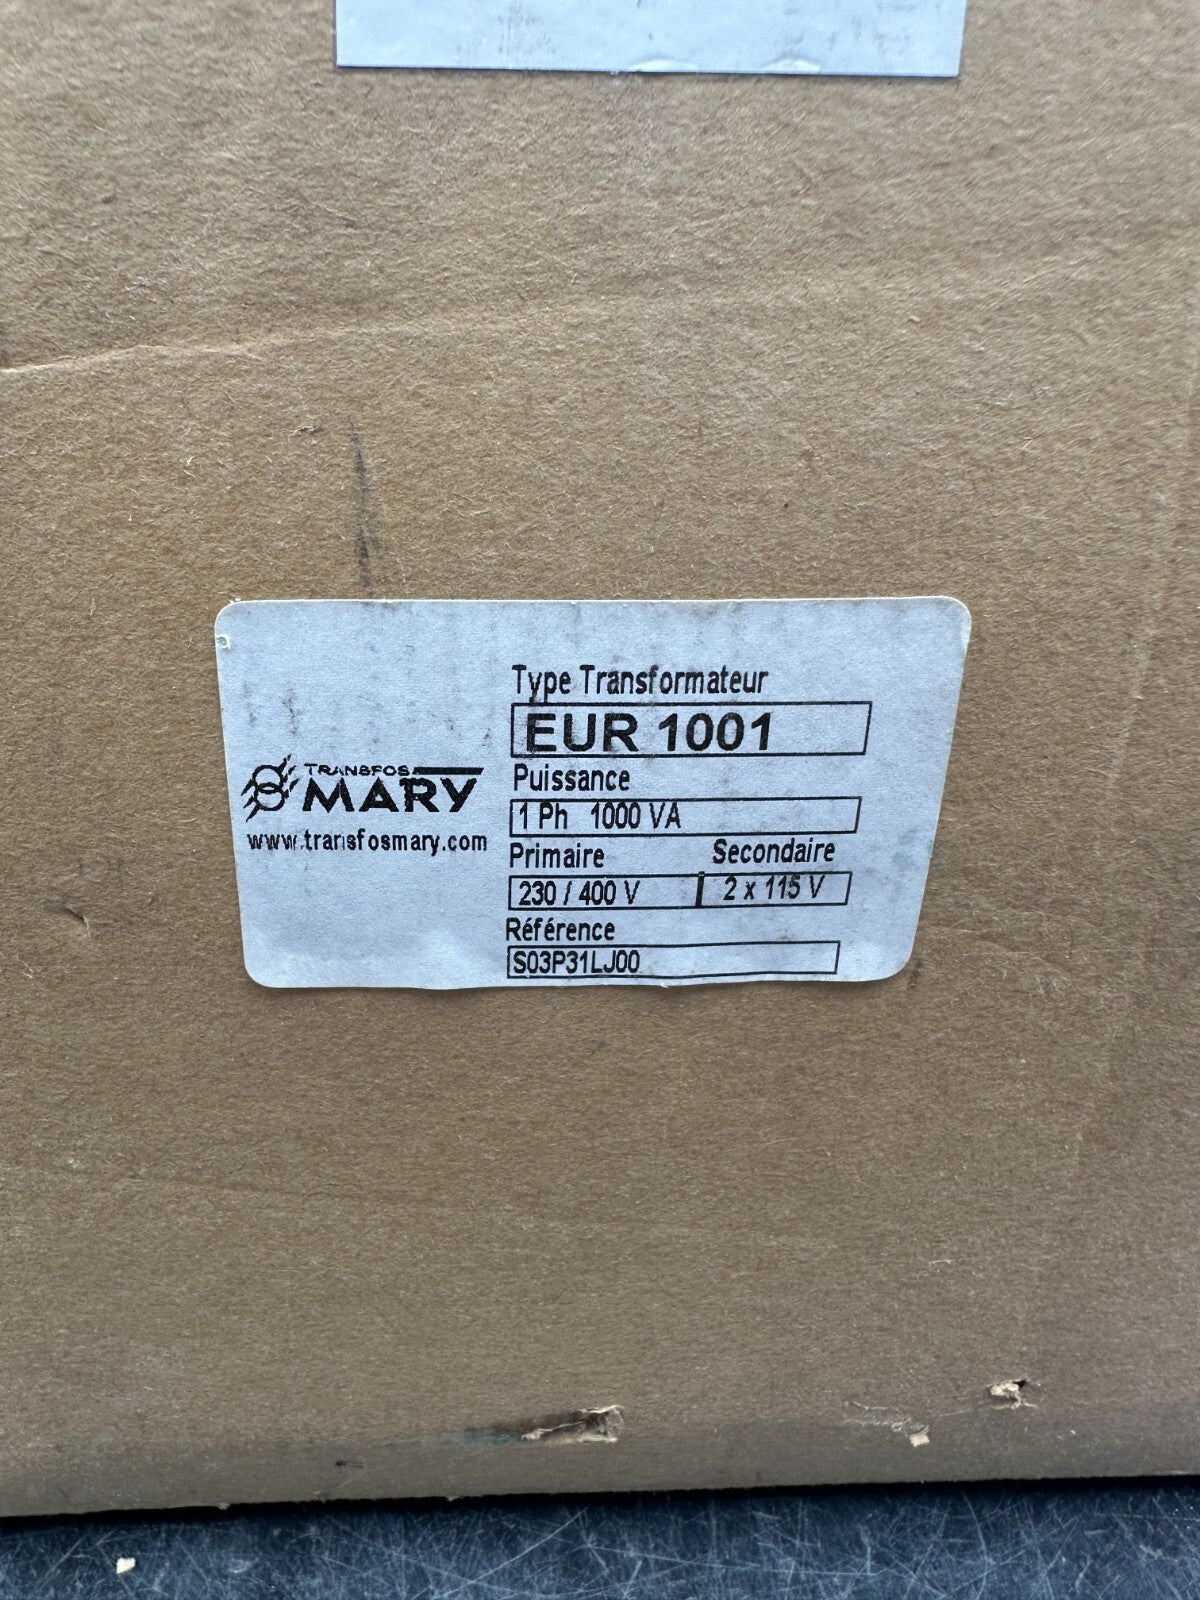 TRANSFOS
MARY
www.transfosmary.com
Type Transformateur
EUR 1001
Puissance
1 Ph 1000 VA
Primaire Secondaire
230 / 400 V 2 x 115 V
Référence
S03P31LJ00